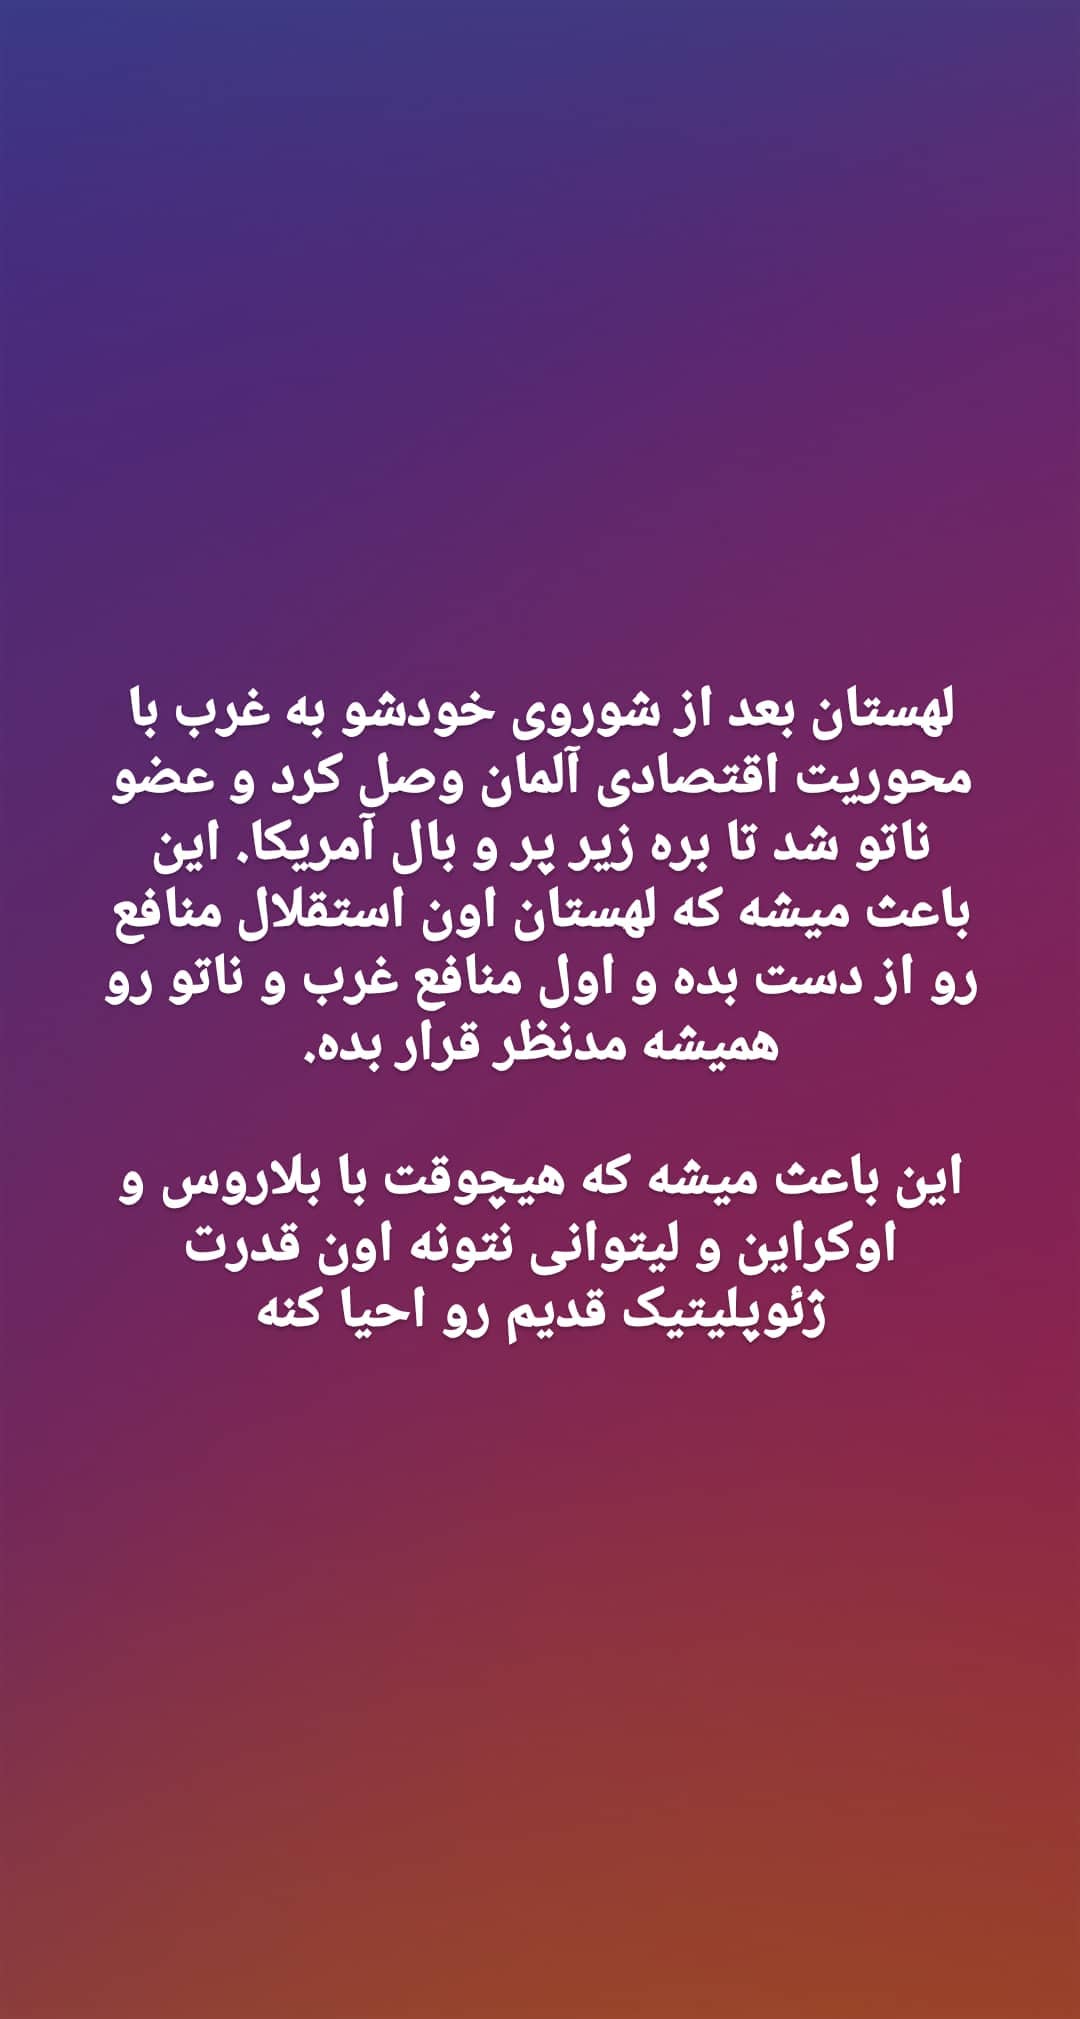 لهستان بعد از شوروی خودشو به غرب با
محوریت اقتصادی آلمان وصل کرد و عضو
ناتو شد تا بره زیر پر و بال آمریکا. این
باعث میشه که لهستان اون استقلال منافع
رو از دست بده و اول منافع غرب و ناتو رو
همیشه مدنظر قرار بده.
این باعث میشه که هیچوقت با بلاروس و
اوکراین و لیتوانی نتونه اون قدرت
ژئوپلیتیک قدیم رو احیا کنه